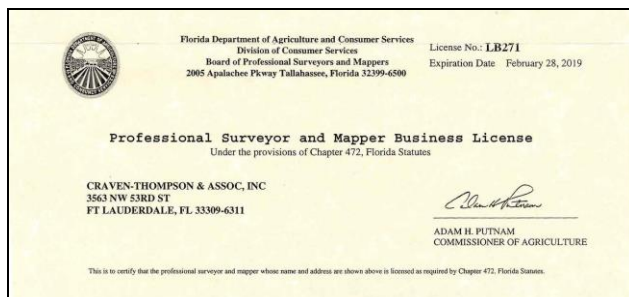 Florida Department of Agriculture and Consumer Services
Division of Consumer Services
Board of Professional Surveyors and Mappers
2005 Apalachee Pkway Tallahassee, Florida 32399-6500
License No.: LB271
Expiration Date February 28, 2019
Professional Surveyor and Mapper Business License
Under the provisions of Chapter 472, Florida Statutes
CRAVEN-THOMPSON & ASSOC, INC
3563 NW 53RD ST
FT LAUDERDALE, FL 33309-6311
ADAM H. PUTNAM
COMMISSIONER OF AGRICULTURE
This is to certify that the professional surveyor and mapper whose name and address are shown above is licensed as required by Chapter 472, Florida Statutes.